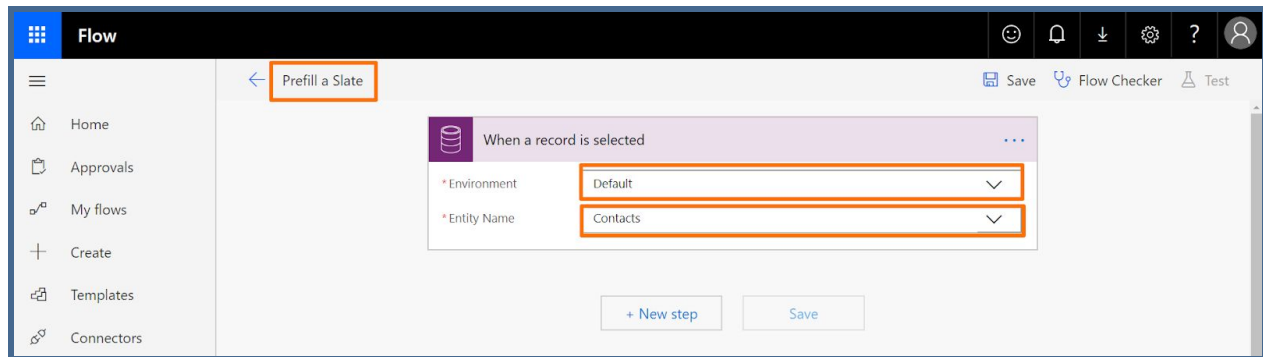 Flow
?
Prefill a Slate
Save
Flow Checker
Test
Home
Approvals
My flows
Create
Templates
Connectors
When a record is selected
...
* Environment
Default
* Entity Name
Contacts
+ New step
Save